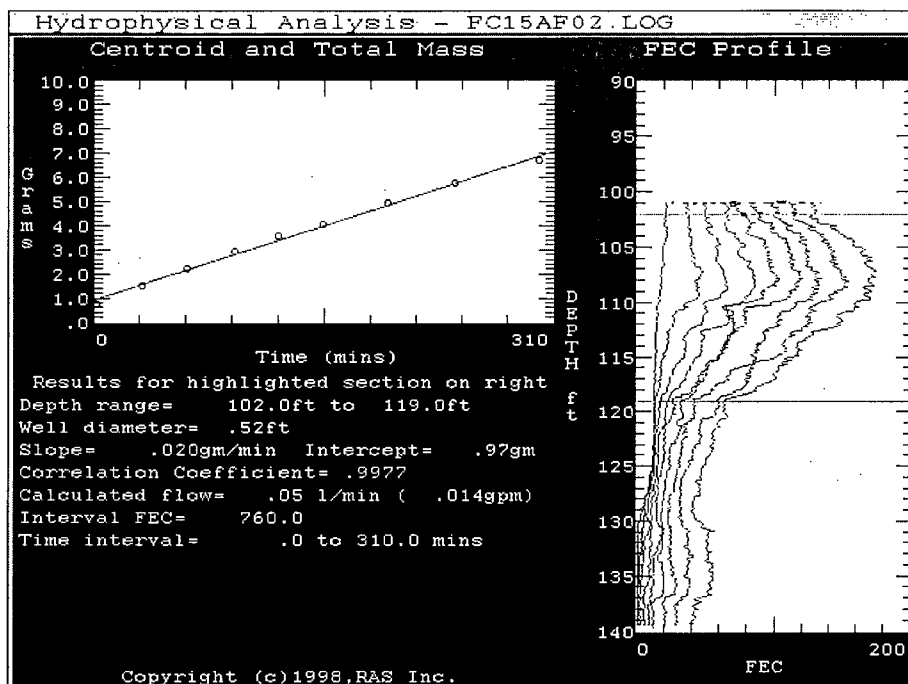 Hydrophysical Analysis - FC15AF02.LOG
Centroid and Total Mass
10.0
9.0
8.0
7.0
6.0
5.0
4.0
3.0
2.0
1.0
.0
Grams
0
310
Time (mins)
Results for highlighted section on right
Depth range= 102.0ft to 119.0ft
Well diameter= .52ft
Slope= .020gm/min Intercept= .97gm
Correlation Coefficient= .9977
Calculated flow= .05 l/min ( .014gpm)
Interval FEC= 760.0
Time interval= .0 to 310.0 mins
Copyright (c)1998,RAS Inc.
FEC Profile
90
95
100
105
110
115
120
125
130
135
140
DEPTH ft
0
200
FEC